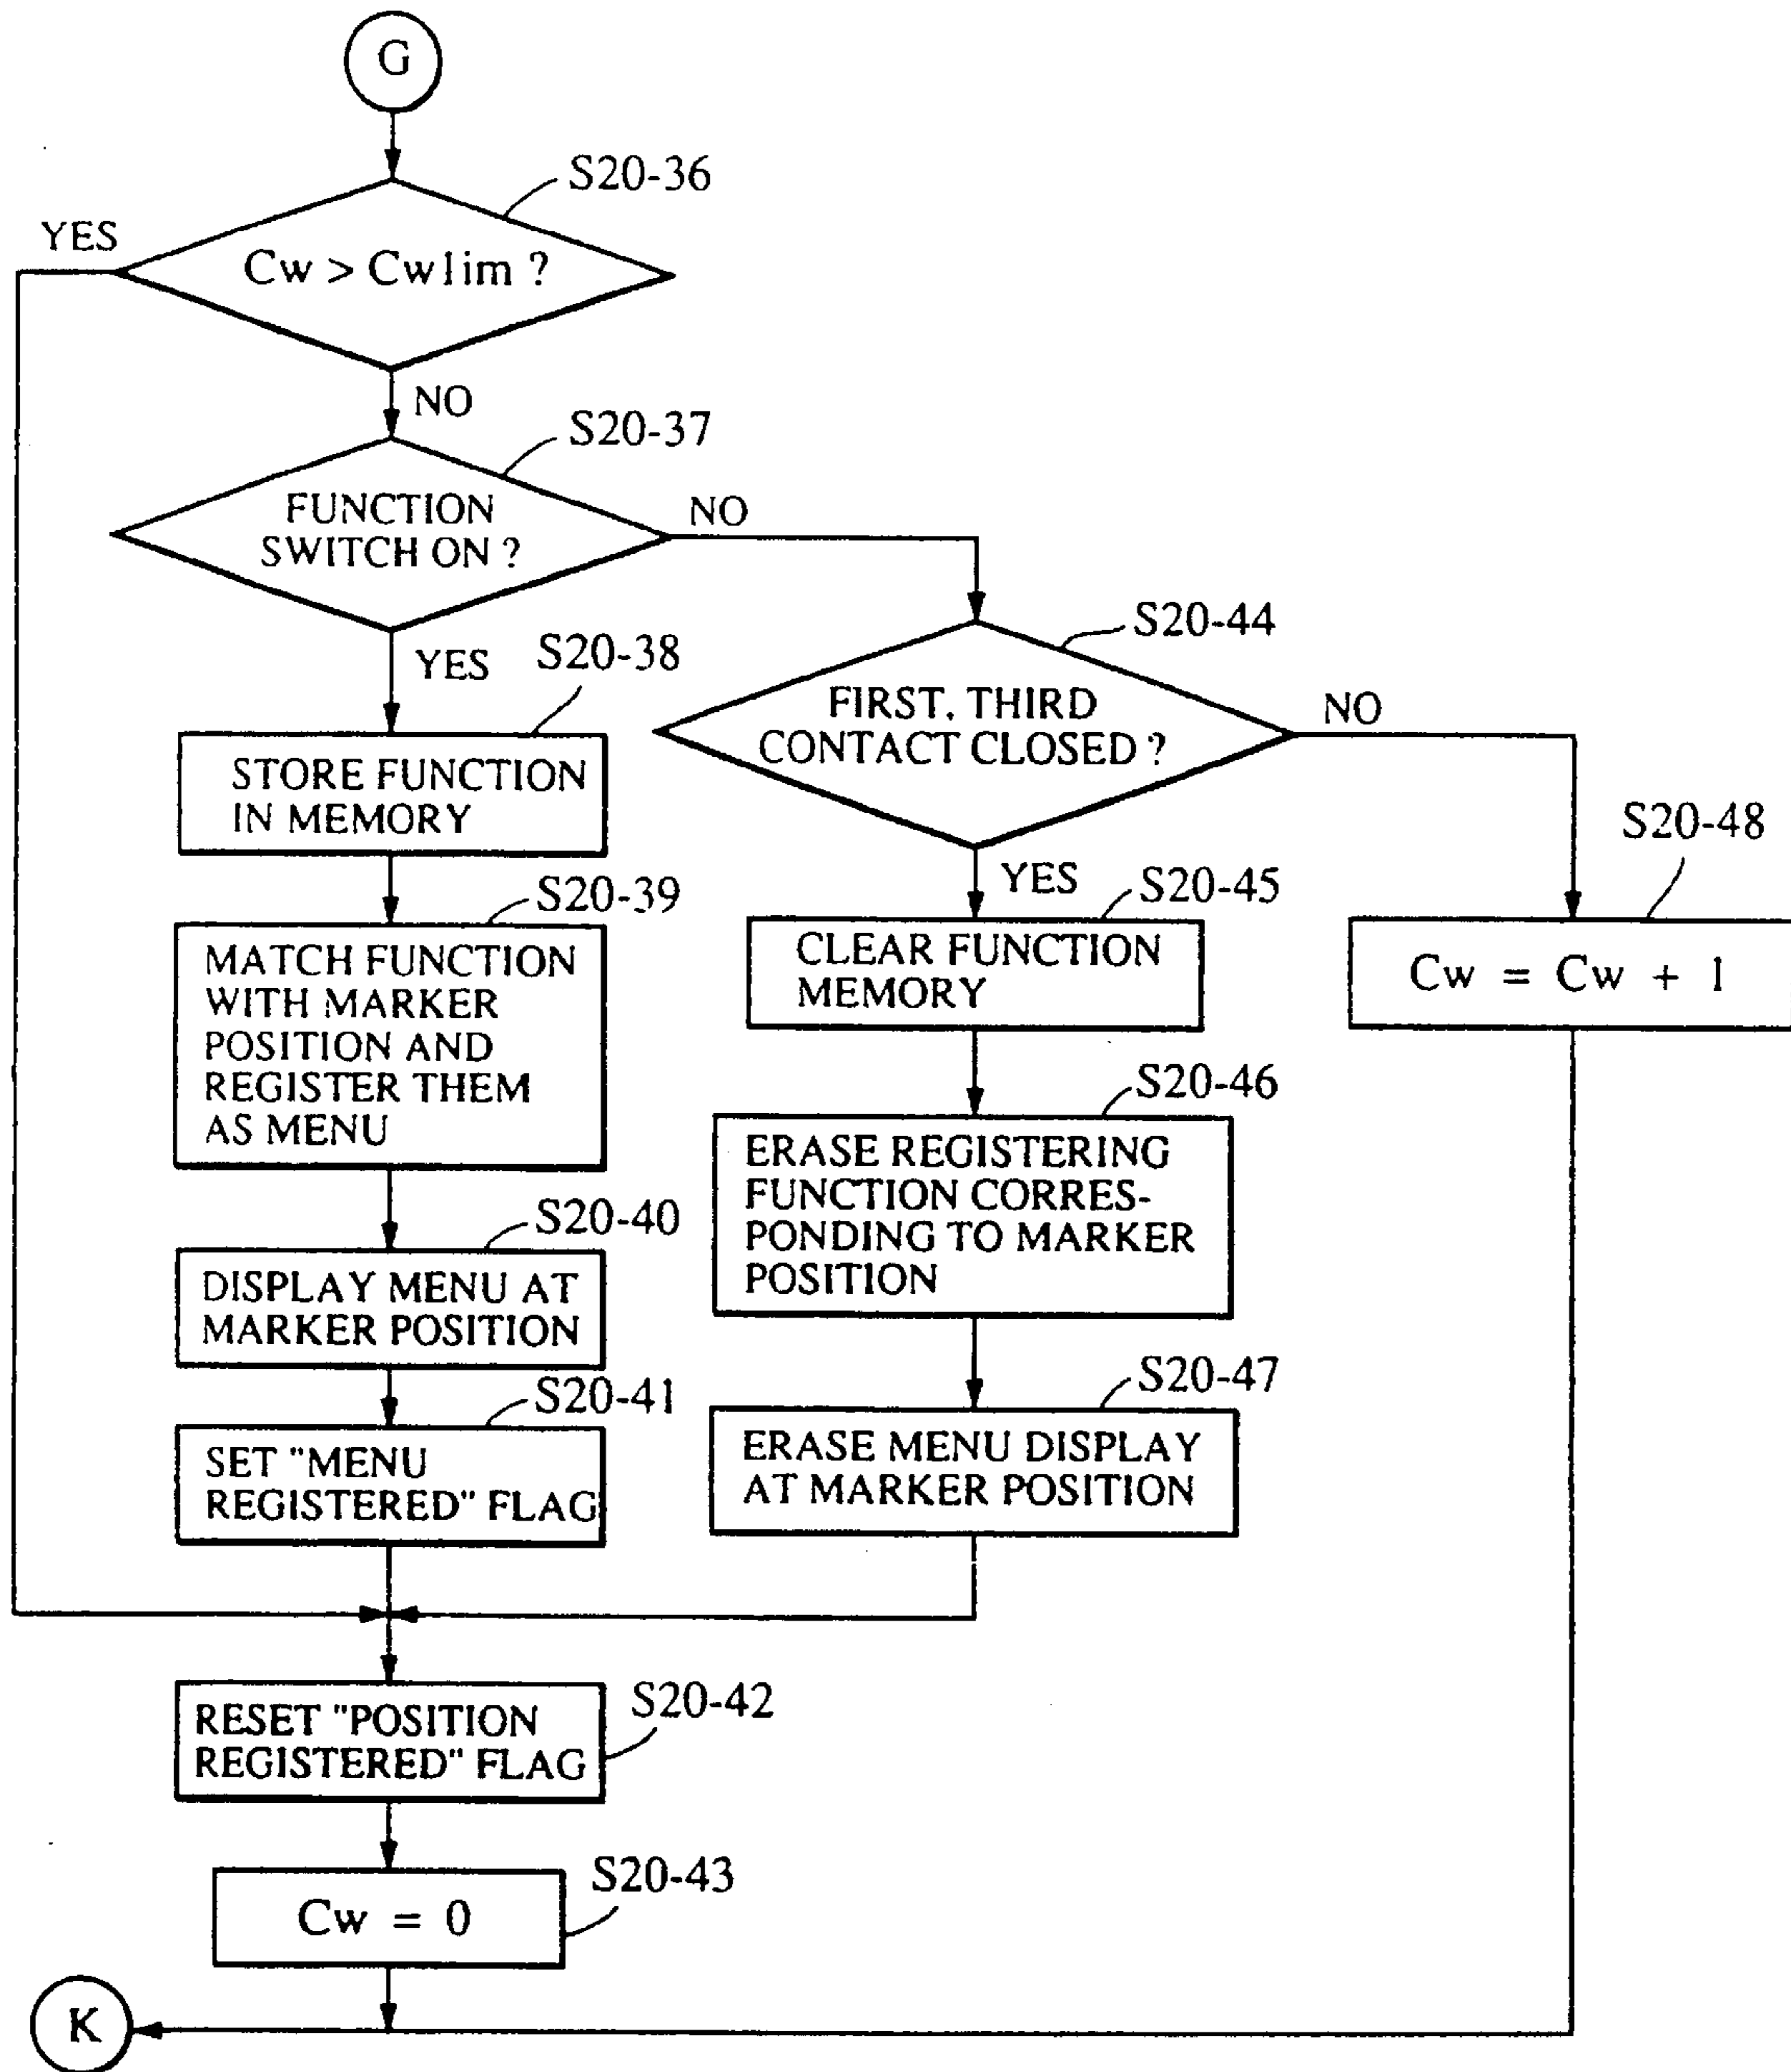 G
S20-36
YES
Cw > Cwlim ?
NO
S20-37
FUNCTION
SWITCH ON ?
NO
YES
S20-38
S20-44
FIRST, THIRD
CONTACT CLOSED ?
NO
STORE FUNCTION
IN MEMORY
S20-48
YES
S20-39
S20-45
MATCH FUNCTION
WITH MARKER
POSITION AND
REGISTER THEM
AS MENU
CLEAR FUNCTION
MEMORY
Cw = Cw + 1
S20-46
ERASE REGISTERING
FUNCTION CORRES-
PONDING TO MARKER
POSITION
S20-40
DISPLAY MENU AT
MARKER POSITION
S20-47
S20-41
ERASE MENU DISPLAY
AT MARKER POSITION
SET "MENU
REGISTERED" FLAG
S20-42
RESET "POSITION
REGISTERED" FLAG
S20-43
Cw = 0
K